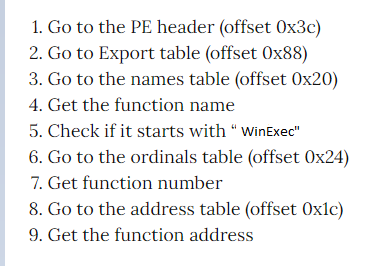 1. Go to the PE header (offset 0x3c)
2. Go to Export table (offset 0x88)
3. Go to the names table (offset 0x20)
4. Get the function name
5. Check if it starts with “ WinExec"
6. Go to the ordinals table (offset 0x24)
7. Get function number
8. Go to the address table (offset 0x1c)
9. Get the function address